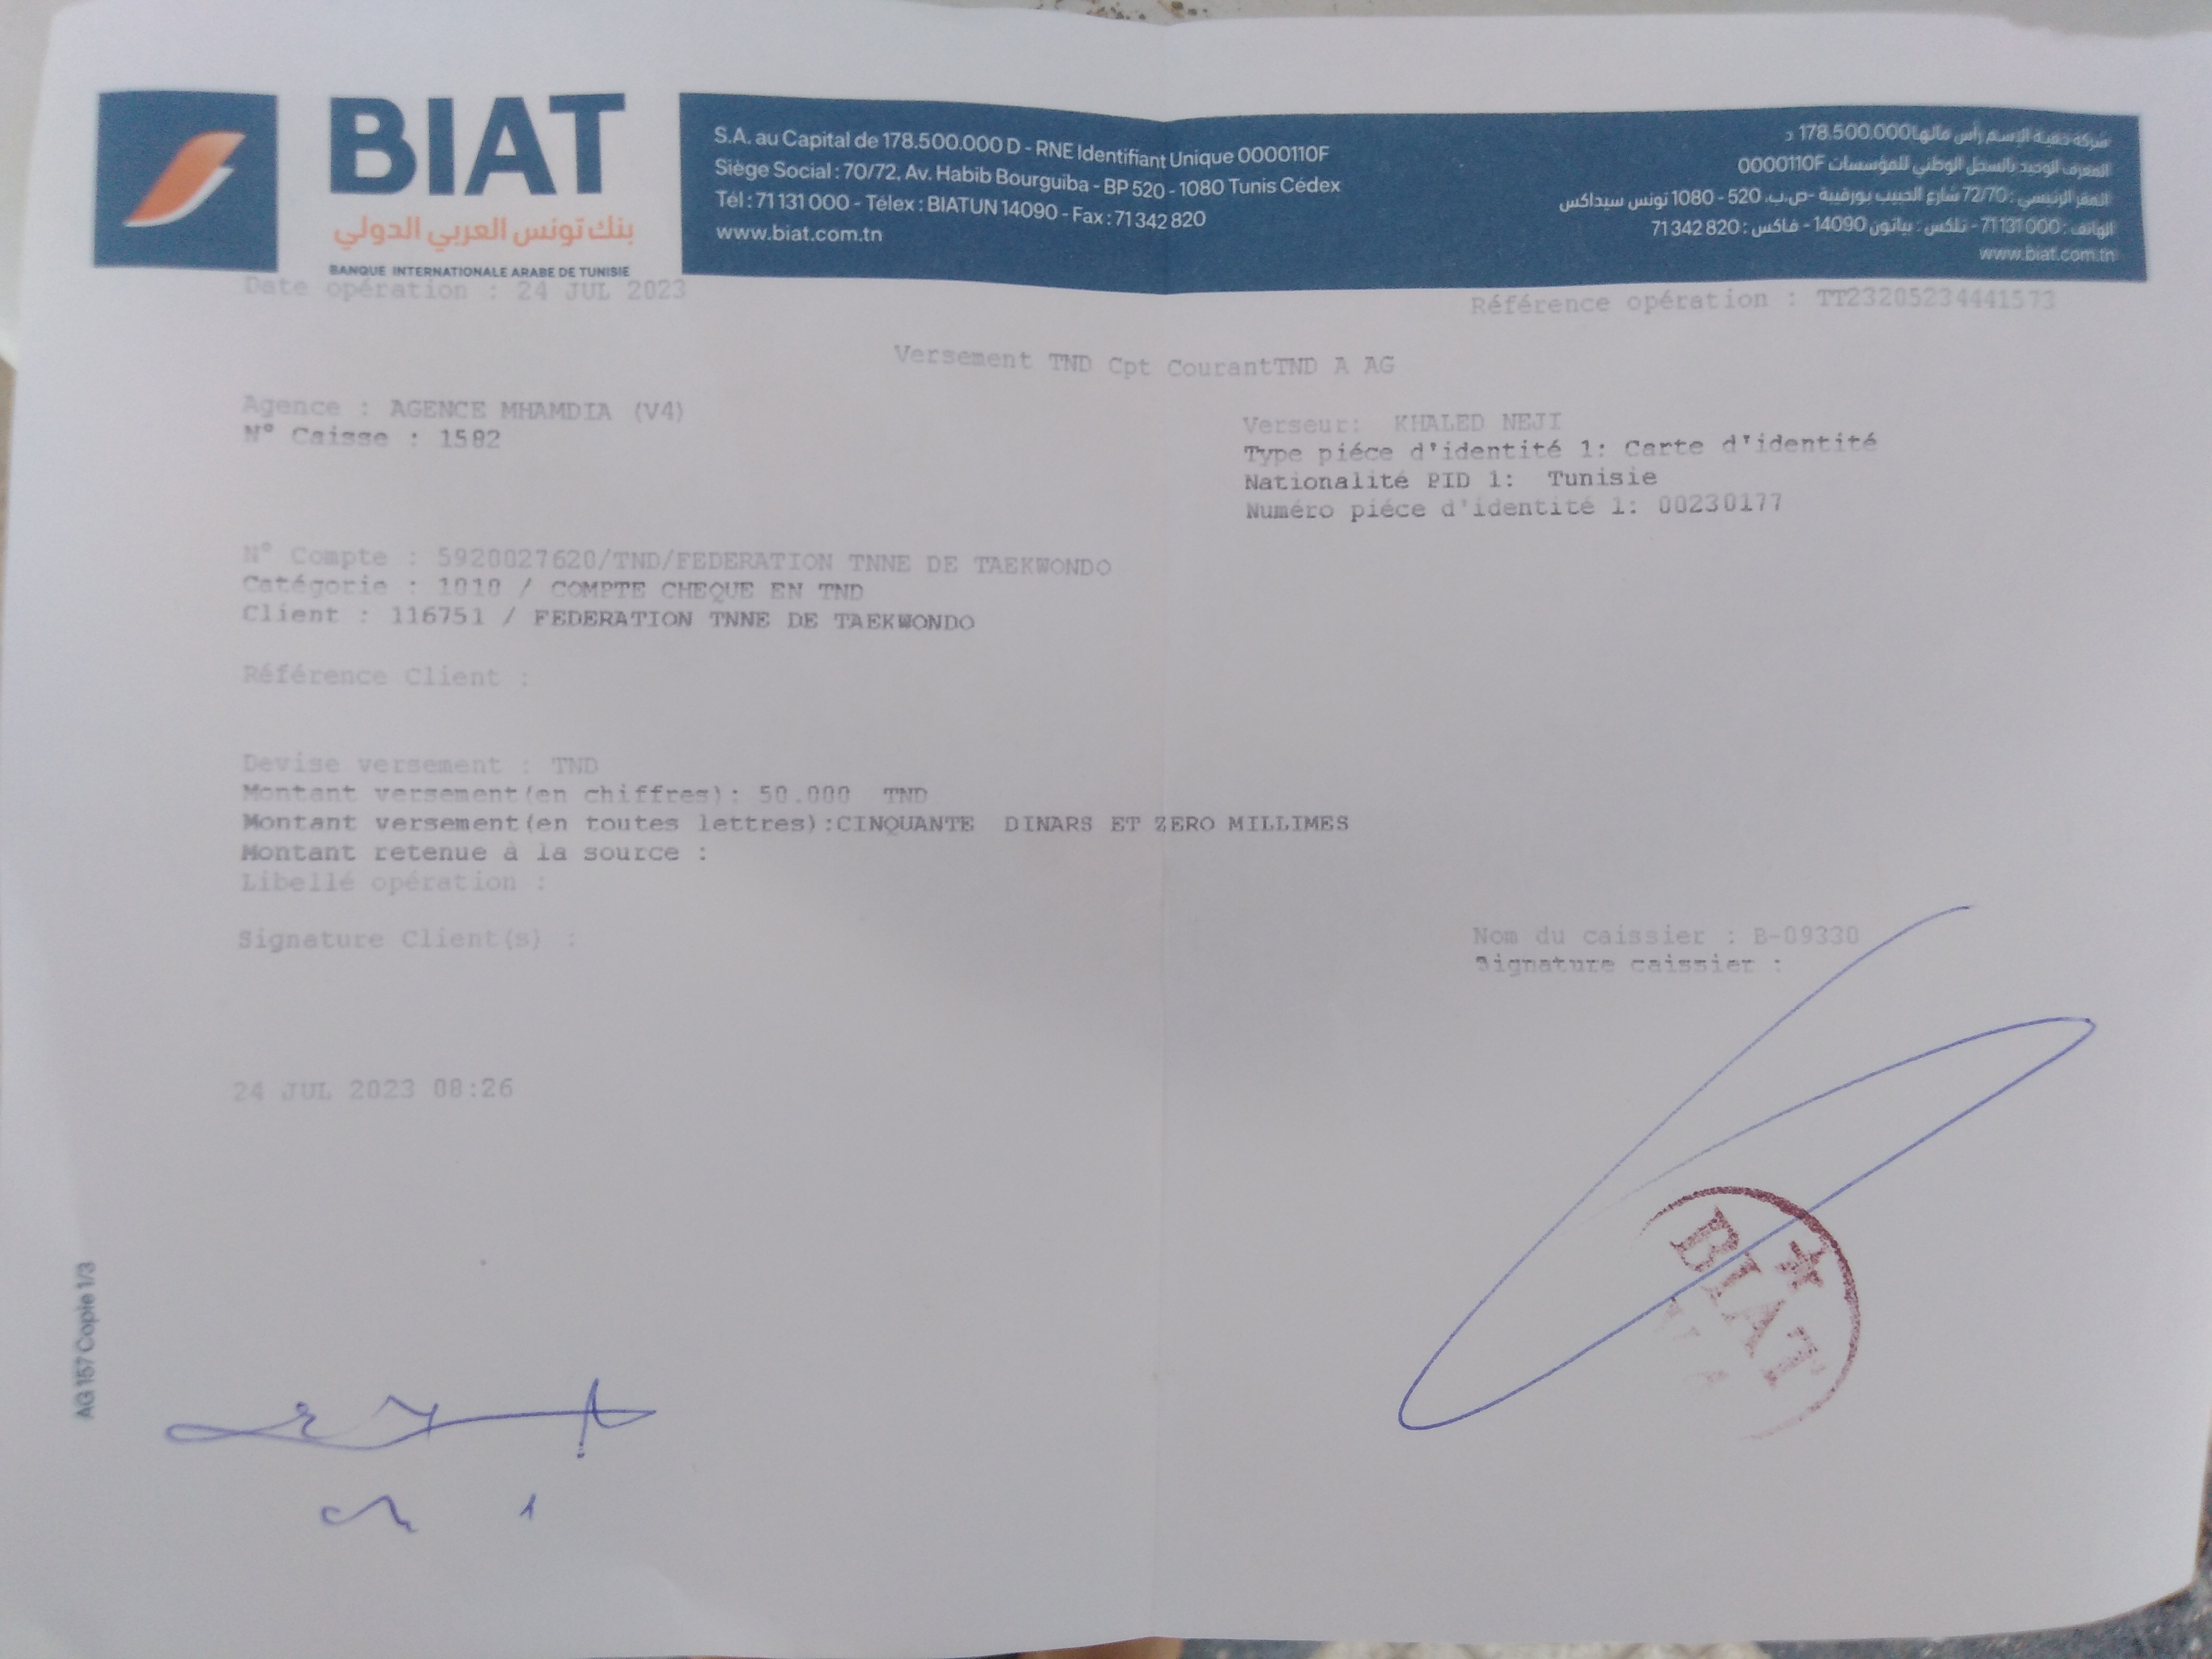 BIAT
بنك تونس العربي الدولي
BANQUE INTERNATIONALE ARABE DE TUNISIE
S.A. au Capital de 178.500.000 D - RNE Identifiant Unique 0000110F
Siège Social : 70/72, Av. Habib Bourguiba - BP 520 - 1080 Tunis Cédex
Tél : 71 131 000 - Télex : BIATUN 14090 - Fax : 71 342 820
www.biat.com.tn
شركة خفية الإسم رأس مالها 178.500.000 د
المعرف الوحيد بالسجل الوطني للمؤسسات 0000110F
المقر الرئيسي : 72/70 شارع الحبيب بورقيبة -ص.ب. 520 - 1080 تونس سيداكس
الهاتف : 71131000 - تلكس : بياتون 14090 - فاكس : 71 342 820
www.biat.com.tn
Date opération : 24 JUL 2023
Référence opération : TT23205234441573
Versement TND Cpt CourantTND A AG
Agence : AGENCE MHAMDIA (V4)
N° Caisse : 1582
Verseur: KHALED NEJI
Type piéce d'identité 1: Carte d'identité
Nationalité PID 1: Tunisie
Numéro piéce d'identité 1: 00230177
N° Compte : 5920027620/TND/FEDERATION TNNE DE TAEKWONDO
Catégorie : 1010 / COMPTE CHEQUE EN TND
Client : 116751 / FEDERATION TNNE DE TAEKWONDO
Référence Client :
Devise versement : TND
Montant versement(en chiffres): 50.000 TND
Montant versement(en toutes lettres):CINQUANTE DINARS ET ZERO MILLIMES
Montant retenue à la source :
Libellé opération :
Signature Client(s) :
Nom du caissier : B-09330
Signature caissier :
24 JUL 2023 08:26
BIAT
AG 157 Copie 1/3